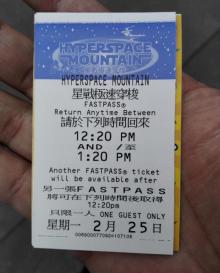 HYPERSPACE
MOUNTAIN
HYPERSPACE MOUNTAIN
星戰極速穿梭
FASTPASS®
Return Anytime Between
請於下列時間回來
12:20 PM
AND /至
1:20 PM
Another FASTPASS® ticket
will be available after
另一張FASTPASS
將可在下列時間後取得
12:20pm
只限一人 ONE GUEST ONLY
星期一 2月25日